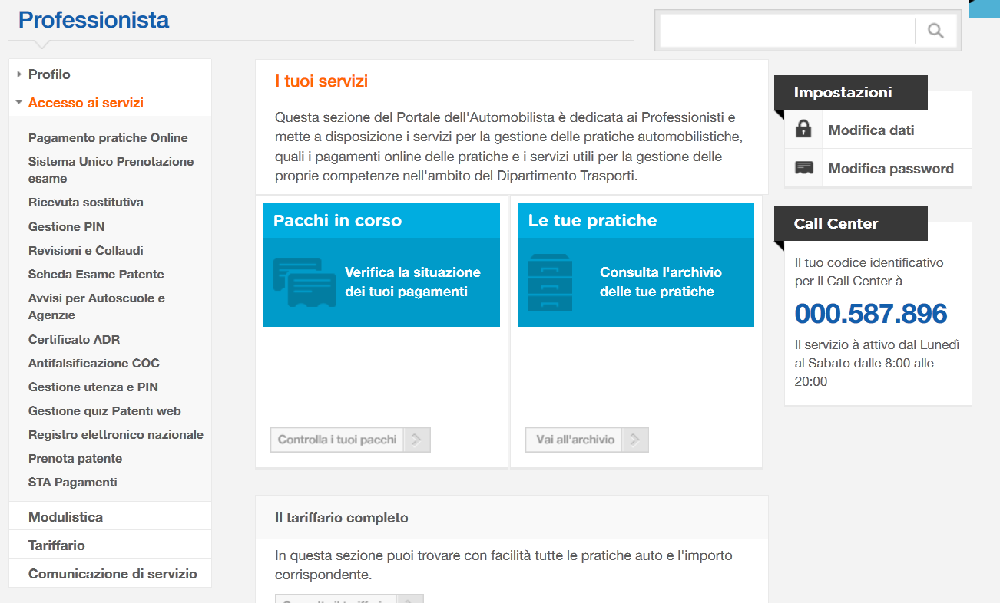 Professionista
Profilo
Accesso ai servizi
Pagamento pratiche Online
Sistema Unico Prenotazione
esame
Ricevuta sostitutiva
Gestione PIN
Revisioni e Collaudi
Scheda Esame Patente
Avvisi per Autoscuole e
Agenzie
Certificato ADR
Antifalsificazione COC
Gestione utenza e PIN
Gestione quiz Patenti web
Registro elettronico nazionale
Prenota patente
STA Pagamenti
Modulistica
Tariffario
Comunicazione di servizio
I tuoi servizi
Questa sezione del Portale dell'Automobilista è dedicata ai Professionisti e
mette a disposizione i servizi per la gestione delle pratiche automobilistiche,
quali i pagamenti online delle pratiche e i servizi utili per la gestione delle
proprie competenze nell'ambito del Dipartimento Trasporti.
Pacchi in corso
Verifica la situazione
dei tuoi pagamenti
Controlla i tuoi pacchi
Le tue pratiche
Consulta l'archivio
delle tue pratiche
Vai all'archivio
Il tariffario completo
In questa sezione puoi trovare con facilità tutte le pratiche auto e l'importo
corrispondente.
Impostazioni
Modifica dati
Modifica password
Call Center
Il tuo codice identificativo
per il Call Center à
000.587.896
Il servizio à attivo dal Lunedì
al Sabato dalle 8:00 alle
20:00